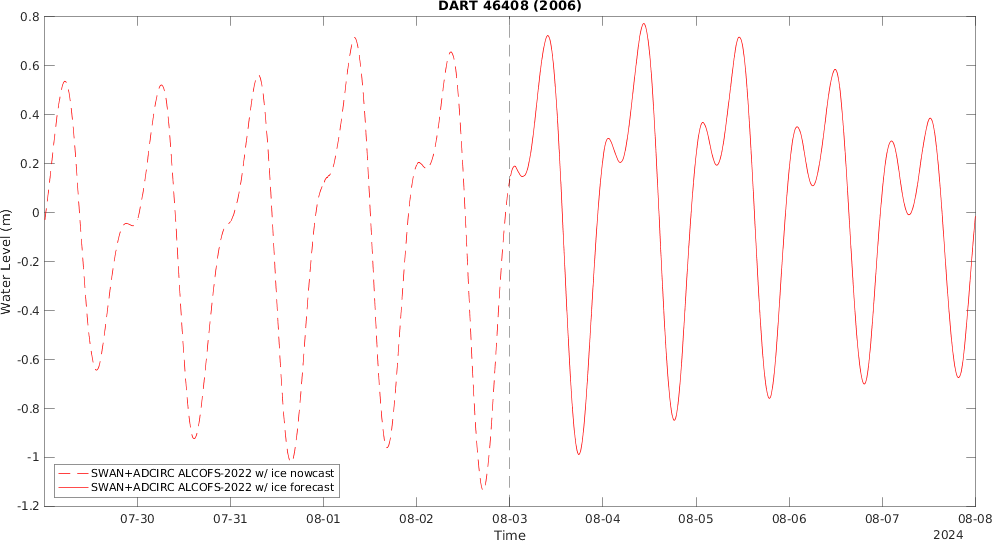 DART 46408 (2006)
0.8
0.6
0.4
0.2
0
-0.2
-0.4
-0.6
-0.8
-1
-1.2
Water Level (m)
SWAN+ADCIRC ALCOFS-2022 w/ ice nowcast
SWAN+ADCIRC ALCOFS-2022 w/ ice forecast
07-30 07-31 08-01 08-02 08-03 08-04 08-05 08-06 08-07 08-08
Time
2024